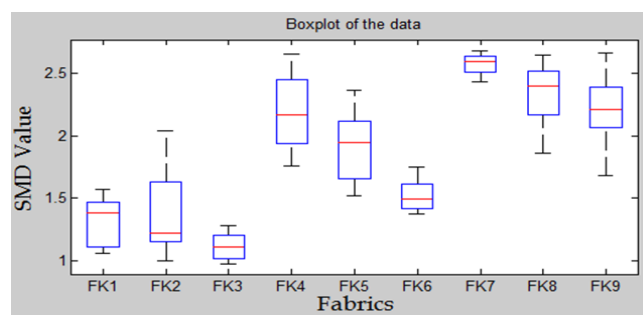 Boxplot of the data
SMD Value
2.5
2
1.5
1
FK1 FK2 FK3 FK4 FK5 FK6 FK7 FK8 FK9
Fabrics